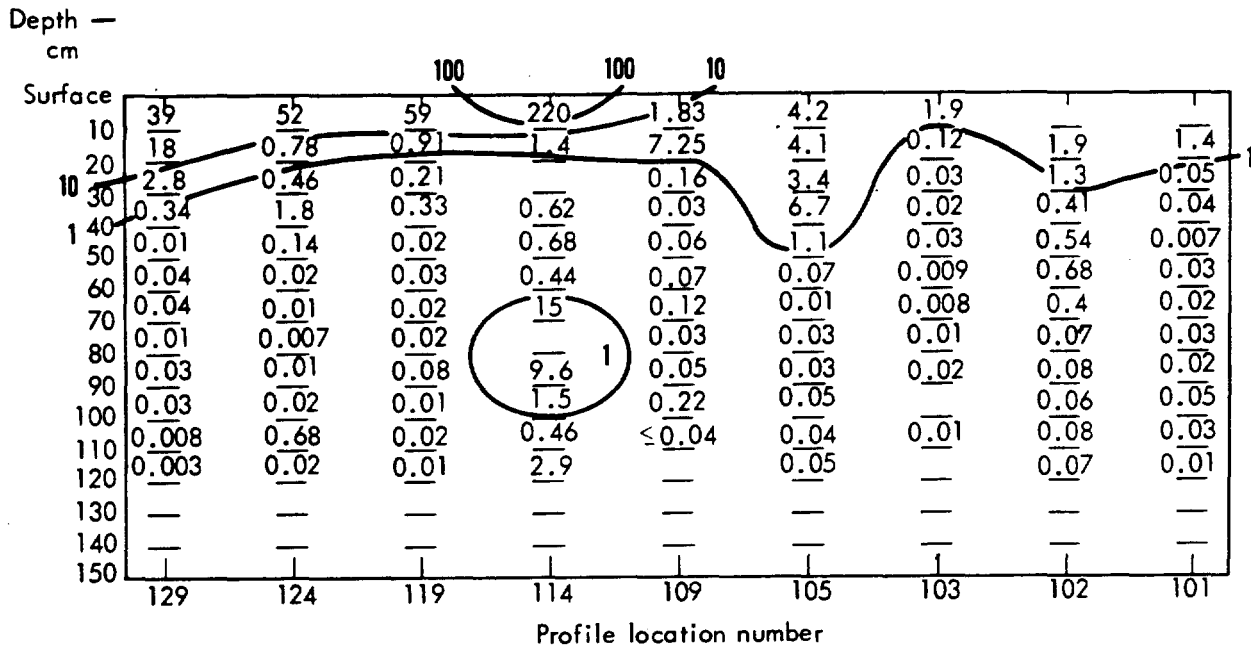 Depth —
cm
100 100 10
Surface
39 52 59 220 1.83 4.2 1.9
10
18 0.78 0.91 1.4 7.25 4.1 0.12 1.9 1.4
20
10 2.8 0.46 0.21 0.16 3.4 0.03 1.3 0.05 1
30
1 0.34 1.8 0.33 0.62 0.03 6.7 0.02 0.41 0.04
40
0.01 0.14 0.02 0.68 0.06 1.1 0.03 0.54 0.007
50
0.04 0.02 0.03 0.44 0.07 0.07 0.009 0.68 0.03
60
0.04 0.01 0.02 15 0.12 0.01 0.008 0.4 0.02
70
0.01 0.007 0.02 0.03 0.03 0.01 0.07 0.03
80 1
0.03 0.01 0.08 9.6 0.05 0.03 0.02 0.08 0.02
90
0.03 0.02 0.01 1.5 0.22 0.05 0.06 0.05
100
0.008 0.68 0.02 0.46 ≤0.04 0.04 0.01 0.08 0.03
110
0.003 0.02 0.01 2.9 0.05 0.07 0.01
120
130
140
150
129 124 119 114 109 105 103 102 101
Profile location number